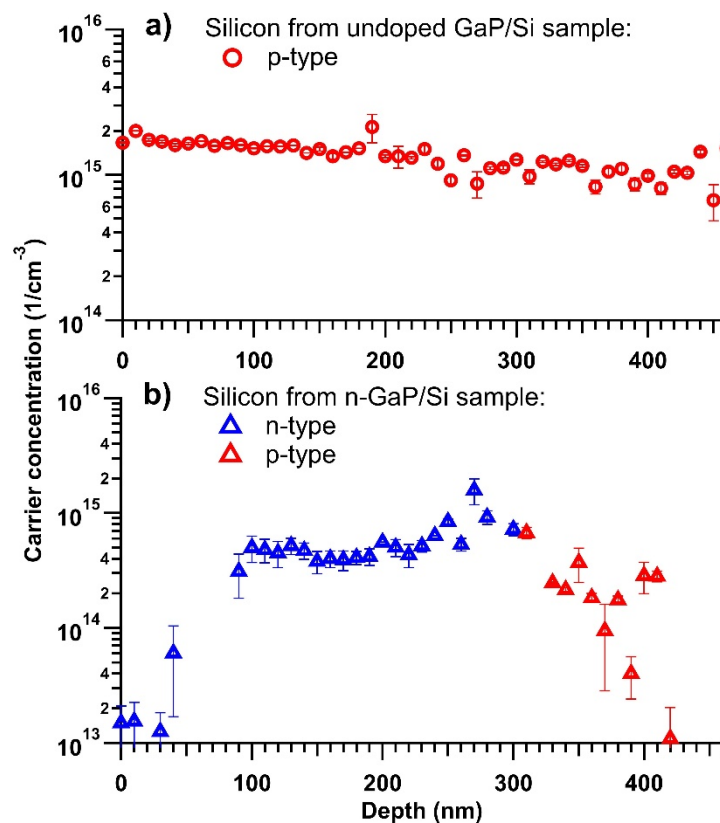 a) Silicon from undoped GaP/Si sample:
p-type
10^16
6
4
2
10^15
6
4
2
10^14
0 100 200 300 400
Carrier concentration (1/cm^-3)
b) Silicon from n-GaP/Si sample:
n-type
p-type
10^16
6
4
2
10^15
6
4
2
10^14
6
4
2
10^13
0 100 200 300 400
Depth (nm)